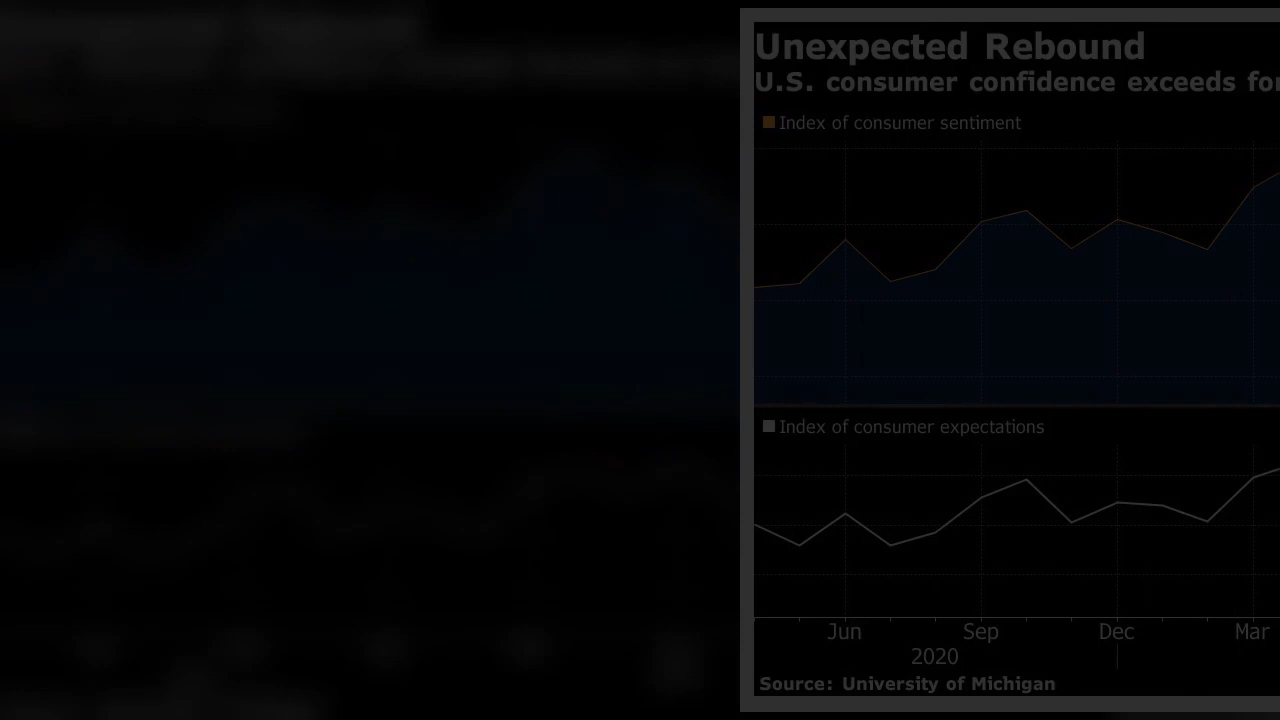 Unexpected Rebound
U.S. consumer confidence exceeds
Index of consumer sentiment
Index of consumer expectations
Jun Sep Dec Mar
2020
Source: University of Michigan